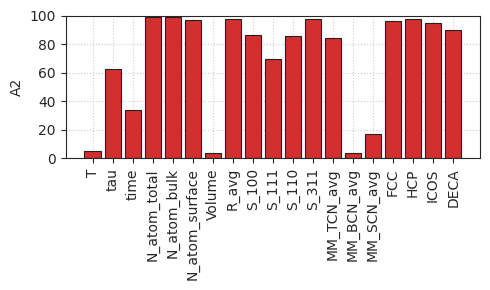 100
80
60
40
20
0
A2
T
tau
time
N_atom_total
N_atom_bulk
N_atom_surface
Volume
R_avg
S_100
S_111
S_110
S_311
MM_TCN_avg
MM_BCN_avg
MM_SCN_avg
FCC
HCP
ICOS
DECA